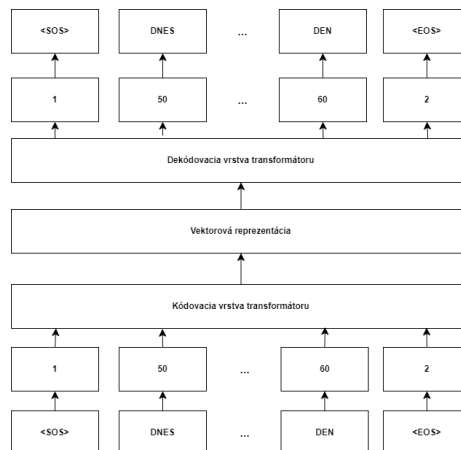 <SOS> DNES ... DEN <EOS>
1 50 ... 60 2
Dekódovacia vrstva transformátoru
Vektorová reprezentácia
Kódovacia vrstva transformátoru
1 50 ... 60 2
<SOS> DNES ... DEN <EOS>